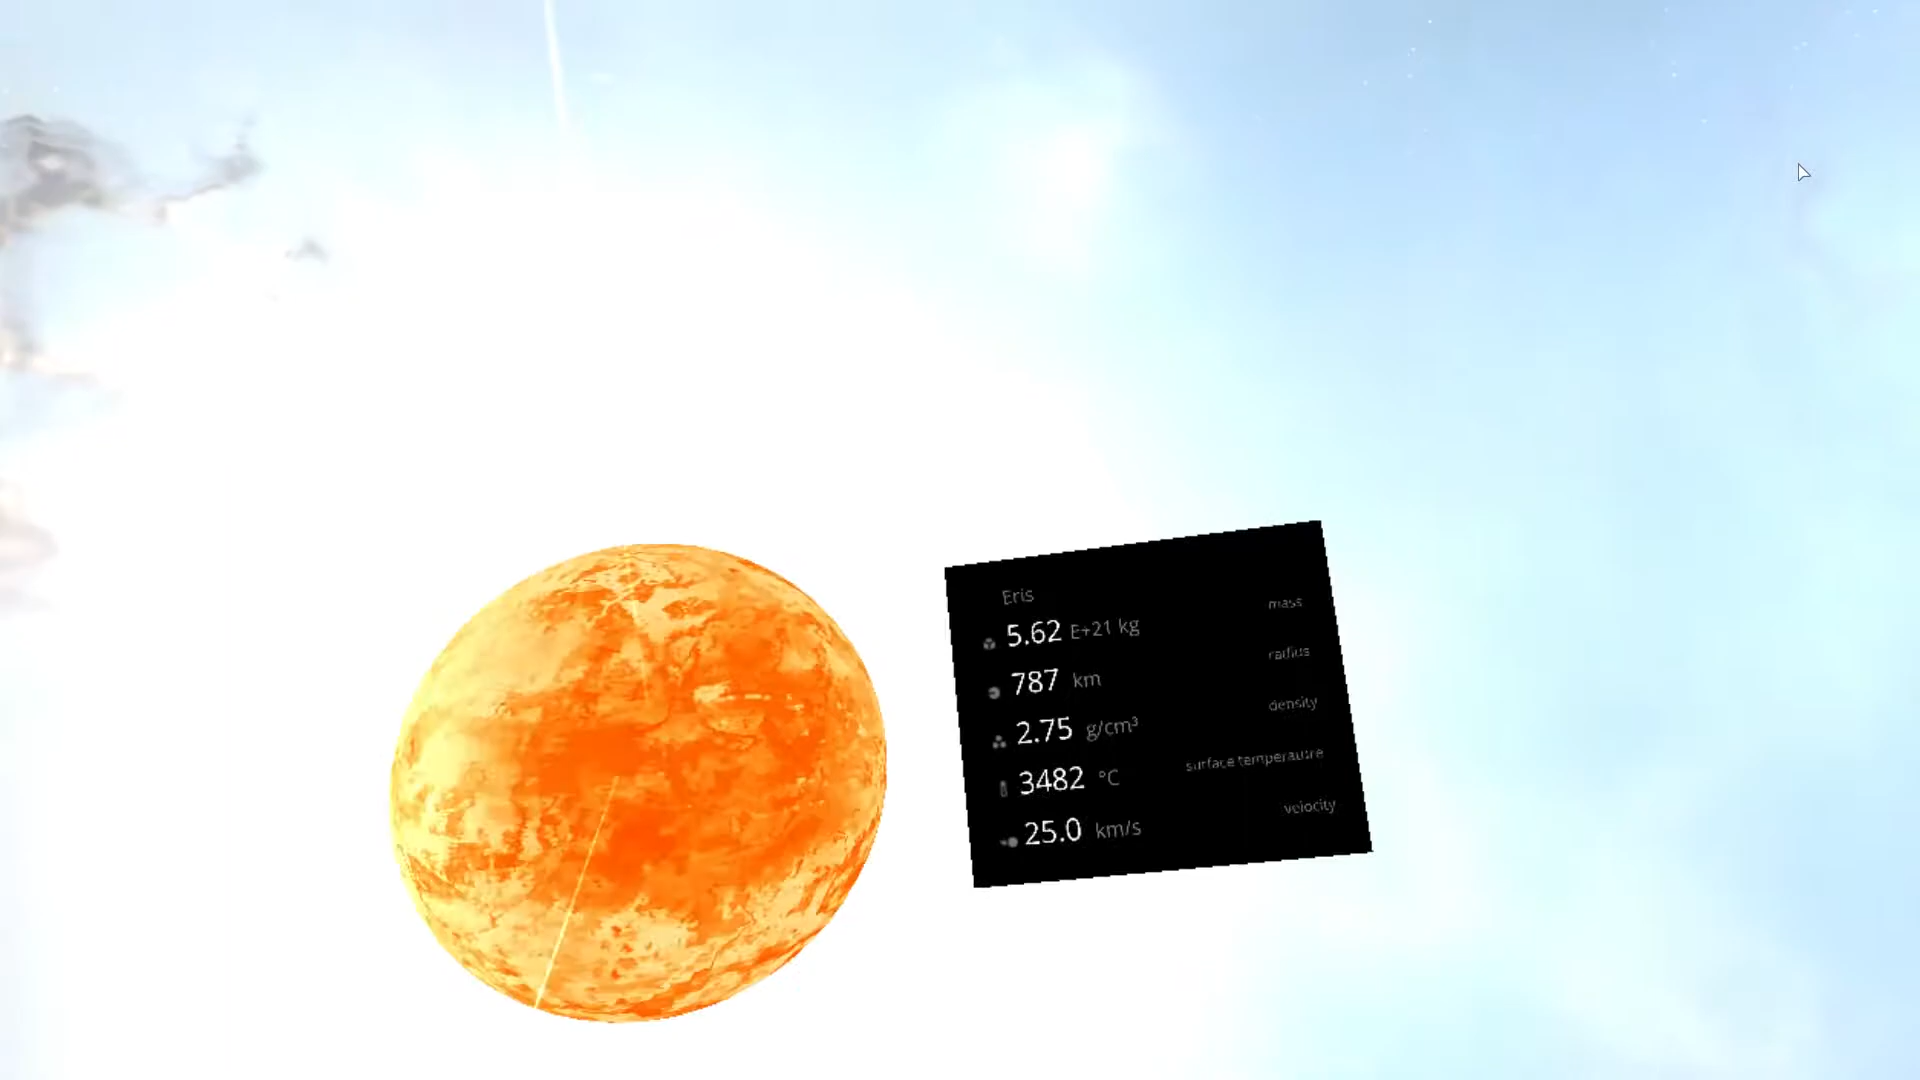 Eris
5.62 E+21 kg mass
787 km radius
2.75 g/cm³ density
3482 °C surface temperature
25.0 km/s velocity